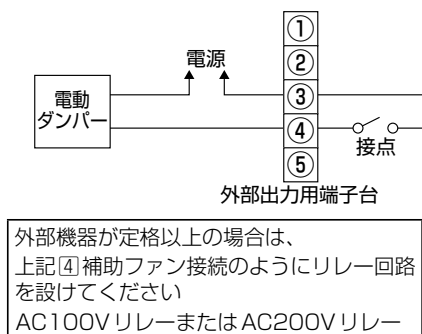 電源
電動
ダンパー
①
②
③
④
⑤
接点
外部出力用端子台
外部機器が定格以上の場合は、
上記④補助ファン接続のようにリレー回路
を設けてください
AC100VリレーまたはAC200Vリレー